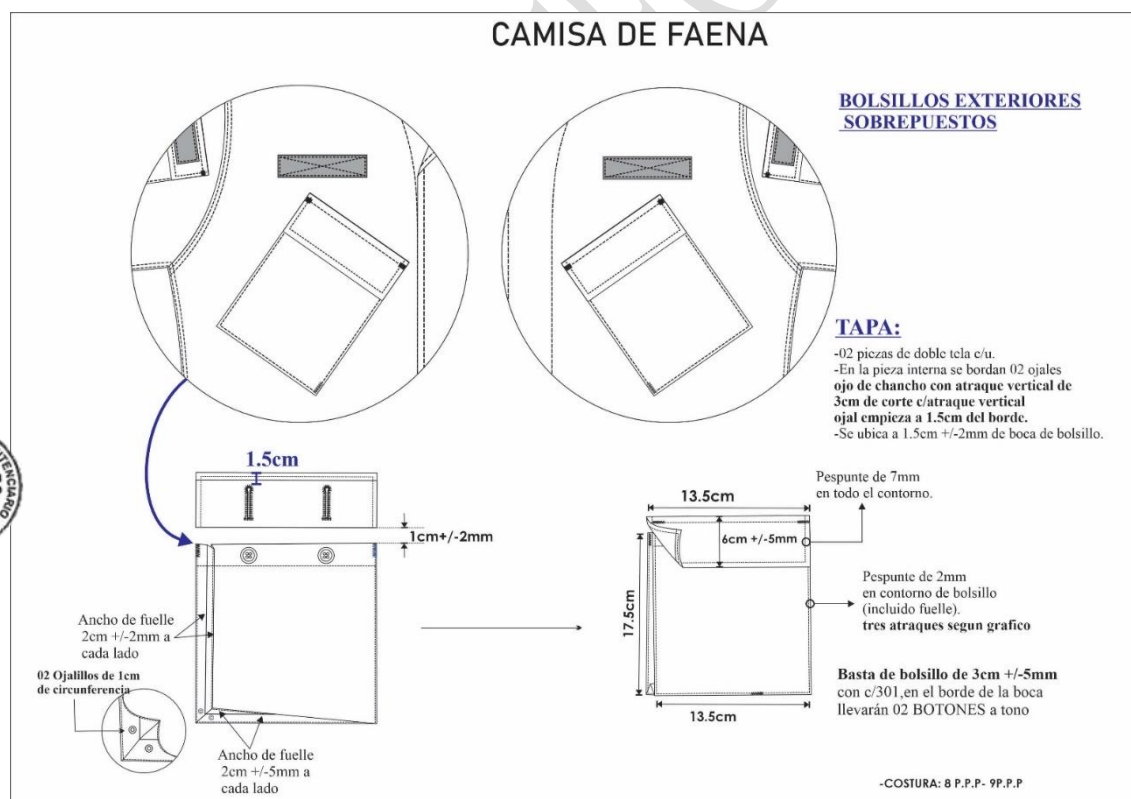 CAMISA DE FAENA
BOLSILLOS EXTERIORES
SOBREPUESTOS
TAPA:
-02 piezas de doble tela c/u.
-En la pieza interna se bordan 02 ojales
ojo de chancho con atraque vertical de
3cm de corte c/atraque vertical
ojal empieza a 1.5cm del borde.
-Se ubica a 1.5cm +/-2mm de boca de bolsillo.
1.5cm
1cm+/-2mm
Ancho de fuelle
2cm +/-2mm a
cada lado
02 Ojalillos de 1cm
de circunferencia
Ancho de fuelle
2cm +/-5mm a
cada lado
13.5cm
6cm +/-5mm
17.5cm
13.5cm
Pespunte de 7mm
en todo el contorno.
Pespunte de 2mm
en contorno de bolsillo
(incluido fuelle).
tres atraques segun grafico
Basta de bolsillo de 3cm +/-5mm
con c/301,en el borde de la boca
llevarán 02 BOTONES a tono
-COSTURA: 8 P.P.P- 9P.P.P